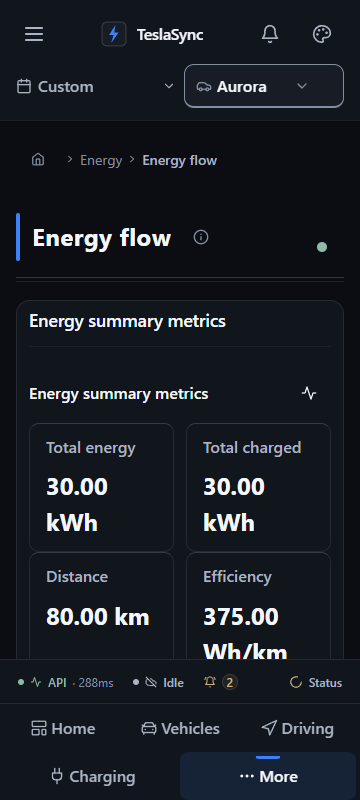 TeslaSync
Custom
Aurora
Energy
Energy flow
Energy flow
Energy summary metrics
Energy summary metrics
Total energy
Total charged
30.00
kWh
30.00
kWh
Distance
Efficiency
80.00 km
375.00
Wh/km
API · 288ms
Idle
2
Status
Home
Vehicles
Driving
Charging
More